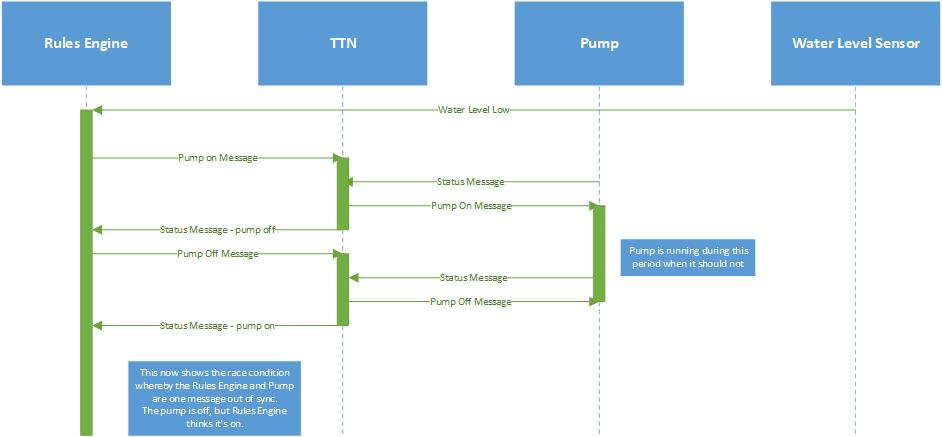 Rules Engine
TTN
Pump
Water Level Sensor
Water Level Low
Pump on Message
Status Message
Pump On Message
Status Message - pump off
Pump Off Message
Pump is running during this
period when it should not
Status Message
Pump Off Message
Status Message - pump on
This now shows the race condition
whereby the Rules Engine and Pump
are one message out of sync.
The pump is off, but Rules Engine
thinks it's on.